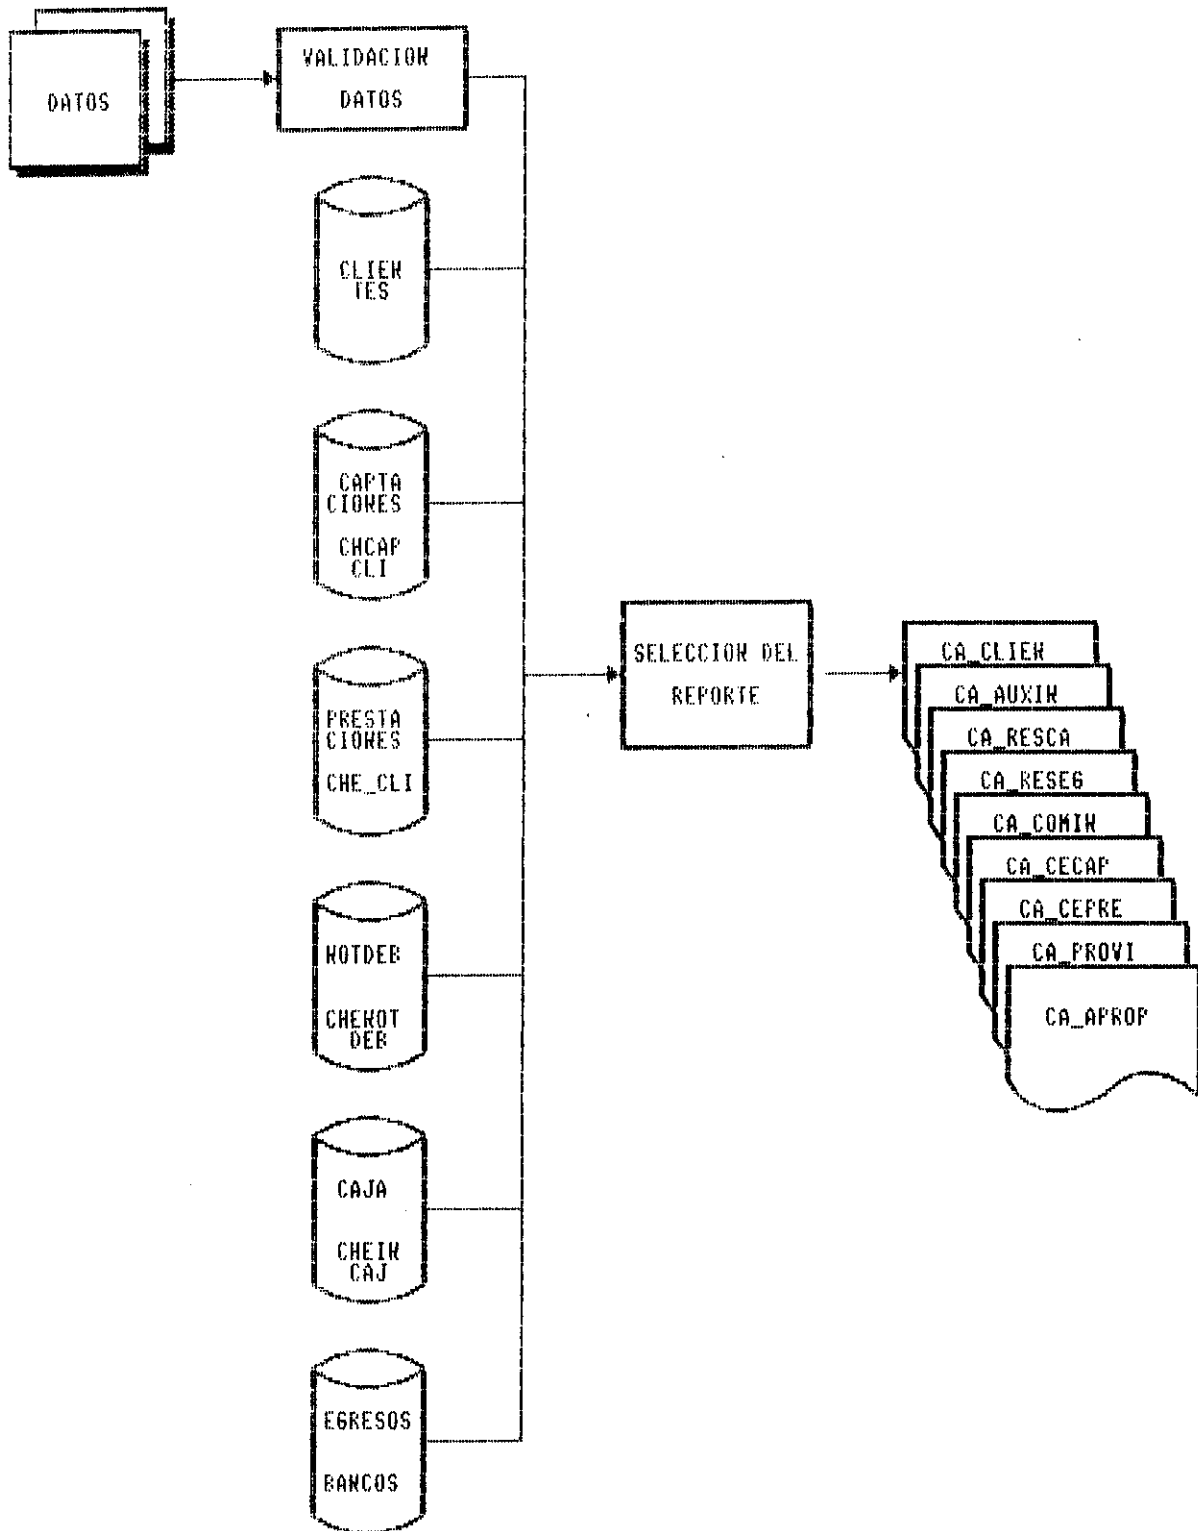 DATOS
VALIDACION
DATOS
CLIEN
TES
CAPTA
CIONES
CHCAP
CLI
PRESTA
CIONES
CHE_CLI
NOTDEB
CHENOT
DEB
CAJA
CHEIN
CAJ
EGRESOS
BANCOS
SELECCION DEL
REPORTE
CA_CLIEN
CA_AUXIN
CA_RESCA
CA_RESEG
CA_COMIN
CA_CECAP
CA_CEPRE
CA_PROVI
CA_APROP